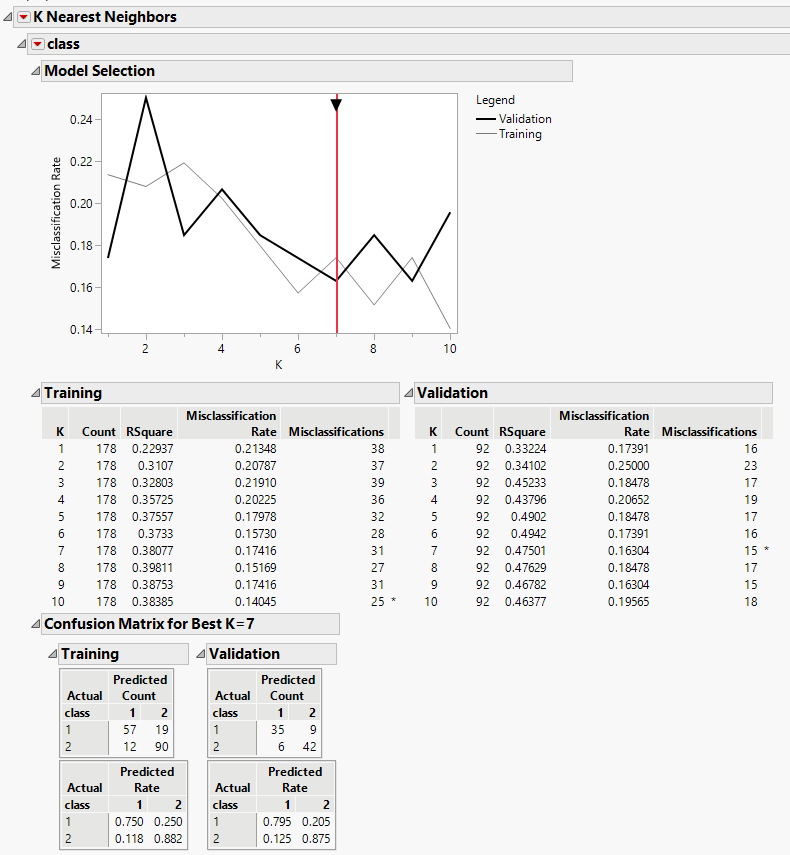 K Nearest Neighbors
class
Model Selection
Legend
Validation
Training
Misclassification Rate
0.24
0.22
0.20
0.18
0.16
0.14
2 4 6 8 10
K
Training
Misclassification
K Count RSquare Rate Misclassifications
1 178 0.22937 0.21348 38
2 178 0.3107 0.20787 37
3 178 0.32803 0.21910 39
4 178 0.35725 0.20225 36
5 178 0.37557 0.17978 32
6 178 0.3733 0.15730 28
7 178 0.38077 0.17416 31
8 178 0.39811 0.15169 27
9 178 0.38753 0.17416 31
10 178 0.38385 0.14045 25 *
Validation
Misclassification
K Count RSquare Rate Misclassifications
1 92 0.33224 0.17391 16
2 92 0.34102 0.25000 23
3 92 0.45233 0.18478 17
4 92 0.43796 0.20652 19
5 92 0.4902 0.18478 17
6 92 0.4942 0.17391 16
7 92 0.47501 0.16304 15 *
8 92 0.47629 0.18478 17
9 92 0.46782 0.16304 15
10 92 0.46377 0.19565 18
Confusion Matrix for Best K=7
Training
Predicted
Actual Count
class 1 2
1 57 19
2 12 90
Predicted
Actual Rate
class 1 2
1 0.750 0.250
2 0.118 0.882
Validation
Predicted
Actual Count
class 1 2
1 35 9
2 6 42
Predicted
Actual Rate
class 1 2
1 0.795 0.205
2 0.125 0.875